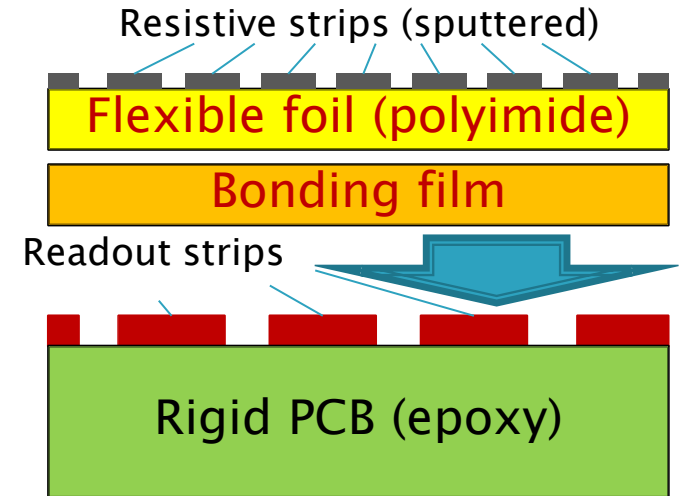 Resistive strips (sputtered)
Flexible foil (polyimide)
Bonding film
Readout strips
Rigid PCB (epoxy)